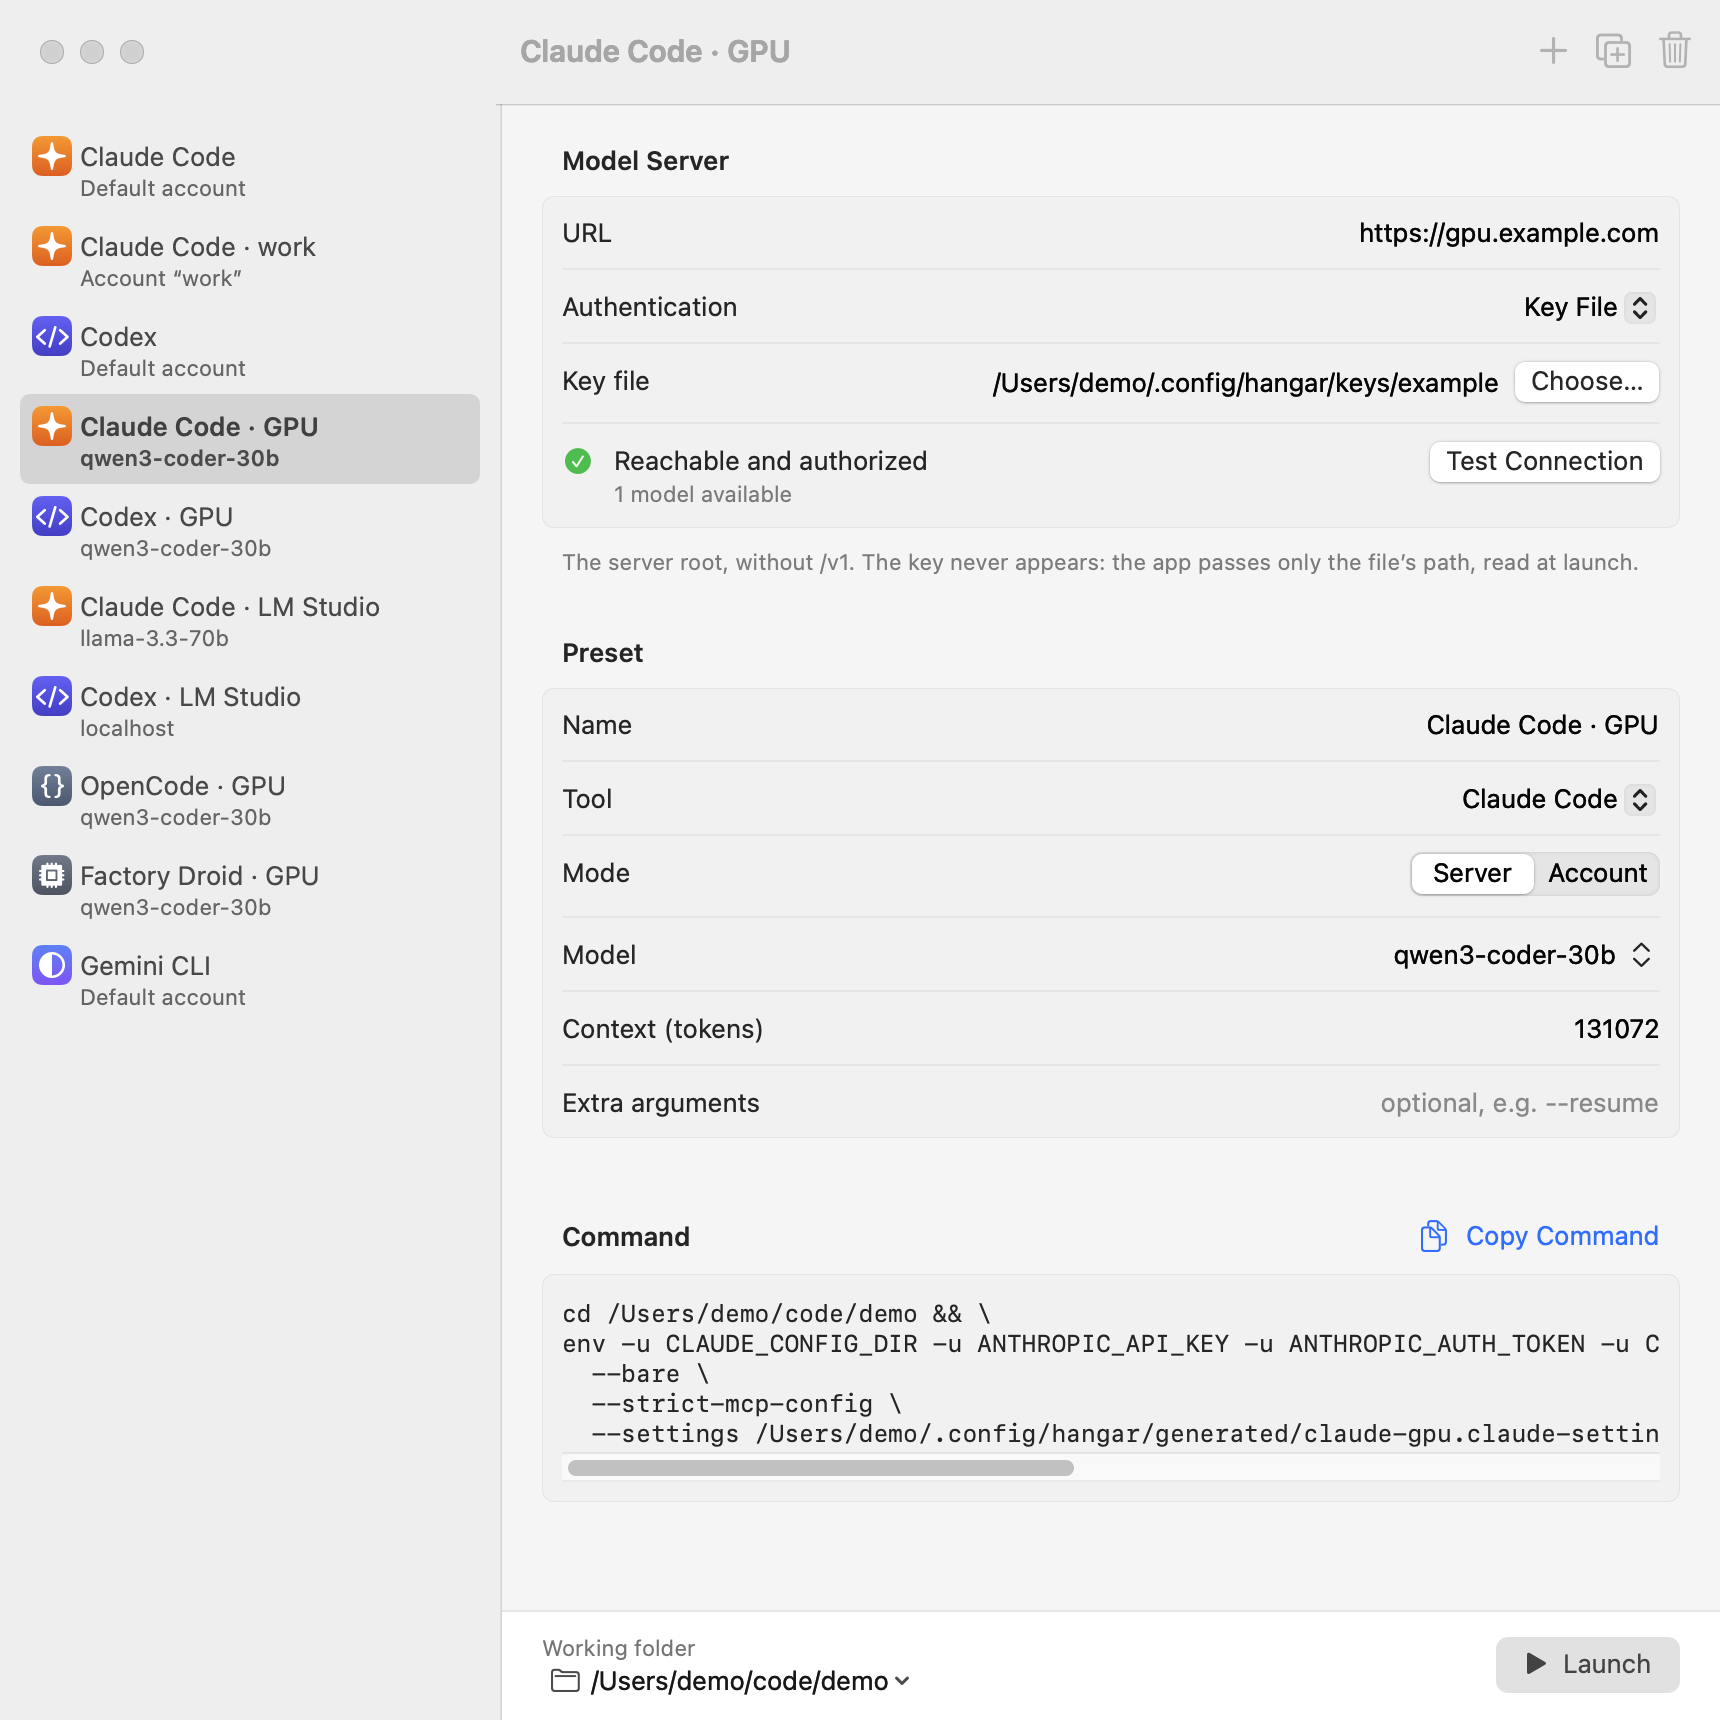 Claude Code · GPU
Claude Code
Default account
Claude Code · work
Account “work”
Codex
Default account
Claude Code · GPU
qwen3-coder-30b
Codex · GPU
qwen3-coder-30b
Claude Code · LM Studio
llama-3.3-70b
Codex · LM Studio
localhost
OpenCode · GPU
qwen3-coder-30b
Factory Droid · GPU
qwen3-coder-30b
Gemini CLI
Default account
Model Server
URL https://gpu.example.com
Authentication Key File
Key file /Users/demo/.config/hangar/keys/example Choose...
Reachable and authorized Test Connection
1 model available
The server root, without /v1. The key never appears: the app passes only the file’s path, read at launch.
Preset
Name Claude Code · GPU
Tool Claude Code
Mode Server Account
Model qwen3-coder-30b
Context (tokens) 131072
Extra arguments optional, e.g. --resume
Command Copy Command
cd /Users/demo/code/demo && \
env -u CLAUDE_CONFIG_DIR -u ANTHROPIC_API_KEY -u ANTHROPIC_AUTH_TOKEN -u C
--bare \
--strict-mcp-config \
--settings /Users/demo/.config/hangar/generated/claude-gpu.claude-settin
Working folder
/Users/demo/code/demo
Launch